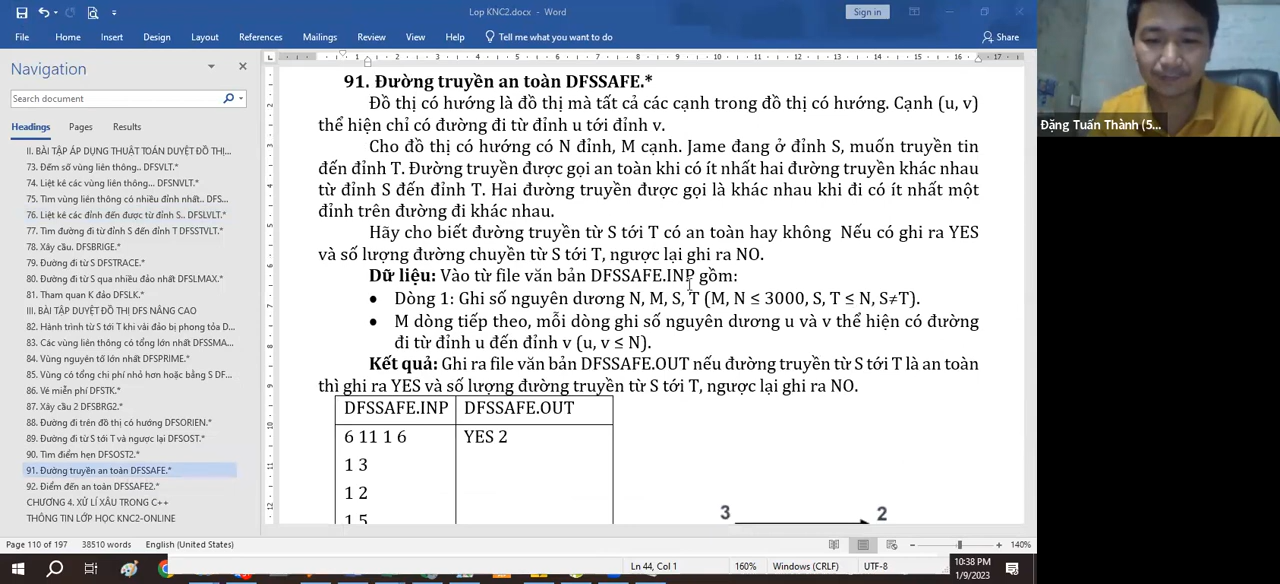 Lop KNC2.docx - Word
Sign in
File Home Insert Design Layout References Mailings Review View Help Tell me what you want to do Share
Navigation
Search document
Headings Pages Results
II. BÀI TẬP ÁP DỤNG THUẬT TOÁN DUYỆT ĐỒ THỊ...
73. Đếm số vùng liên thông.. DFSVLT.*
74. Liệt kê các vùng liên thông... DFSNVLT.*
75. Tìm vùng liên thông có nhiều đỉnh nhất.. DFS...
76. Liệt kê các đỉnh đến được từ đỉnh S.. DFSLVLT.*
77. Tìm đường đi từ đỉnh S đến đỉnh T DFSSTVLT.*
78. Xây cầu. DFSBRIGE.*
79. Đường đi từ S DFSTRACE.*
80. Đường đi từ S qua nhiều đảo nhất DFSLMAX.*
81. Tham quan K đảo DFSLK.*
III. BÀI TẬP DUYỆT ĐỒ THỊ DFS NÂNG CAO
82. Hành trình từ S tới T khi vài đảo bị phong tỏa D...
83. Các vùng liên thông có tổng lớn nhất DFSSMA...
84. Vùng nguyên tố lớn nhất DFSPRIME.*
85. Vùng có tổng chi phí nhỏ hơn hoặc bằng S DF...
86. Vé miễn phí DFSTK.*
87. Xây cầu 2 DFSBRG2.*
88. Đường đi trên đồ thị có hướng DFSORIEN.*
89. Đường đi từ S tới T và ngược lại DFSOST.*
90. Tìm điểm hẹn DFSOST2.*
91. Đường truyền an toàn DFSSAFE.*
92. Điểm đến an toàn DFSSAFE2.*
CHƯƠNG 4. XỬ LÍ XÂU TRONG C++
THÔNG TIN LỚP HỌC KNC2-ONLINE
91. Đường truyền an toàn DFSSAFE.*
Đồ thị có hướng là đồ thị mà tất cả các cạnh trong đồ thị có hướng. Cạnh (u, v)
thể hiện chỉ có đường đi từ đỉnh u tới đỉnh v.
Cho đồ thị có hướng có N đỉnh, M cạnh. Jame đang ở đỉnh S, muốn truyền tin
đến đỉnh T. Đường truyền được gọi an toàn khi có ít nhất hai đường truyền khác nhau
từ đỉnh S đến đỉnh T. Hai đường truyền được gọi là khác nhau khi đi có ít nhất một
đỉnh trên đường đi khác nhau.
Hãy cho biết đường truyền từ S tới T có an toàn hay không Nếu có ghi ra YES
và số lượng đường chuyền từ S tới T, ngược lại ghi ra NO.
Dữ liệu: Vào từ file văn bản DFSSAFE.INP gồm:
• Dòng 1: Ghi số nguyên dương N, M, S, T (M, N ≤ 3000, S, T ≤ N, S≠T).
• M dòng tiếp theo, mỗi dòng ghi số nguyên dương u và v thể hiện có đường
đi từ đỉnh u đến đỉnh v (u, v ≤ N).
Kết quả: Ghi ra file văn bản DFSSAFE.OUT nếu đường truyền từ S tới T là an toàn
thì ghi ra YES và số lượng đường truyền từ S tới T, ngược lại ghi ra NO.
DFSSAFE.INP DFSSAFE.OUT
6 11 1 6 YES 2
1 3
1 2
1 5
3 2
Đặng Tuấn Thành (5...
Page 110 of 197 38510 words English (United States) 140%
Ln 44, Col 1 160% Windows (CRLF) UTF-8
10:38 PM
1/9/2023